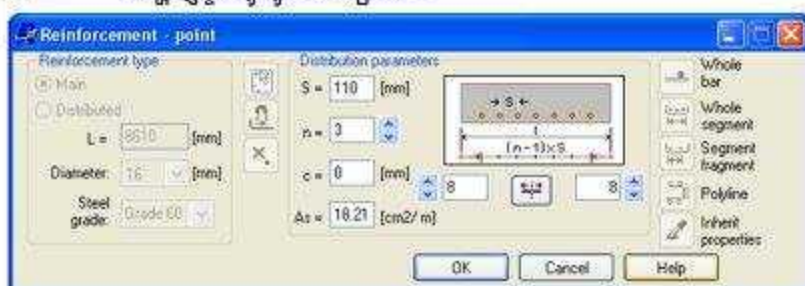 Reinforcement - point
Reinforcement type
Main
Distributed
L = 8610 [mm]
Diameter: 16 [mm]
Steel grade: Grade 60
Distribution parameters
S = 110 [mm]
n = 3
c = 0 [mm]
As = 18.21 [cm2/ m]
S
l
(n-1)xS
8
8
Whole bar
Whole segment
Segment fragment
Polyline
Inherit properties
OK
Cancel
Help